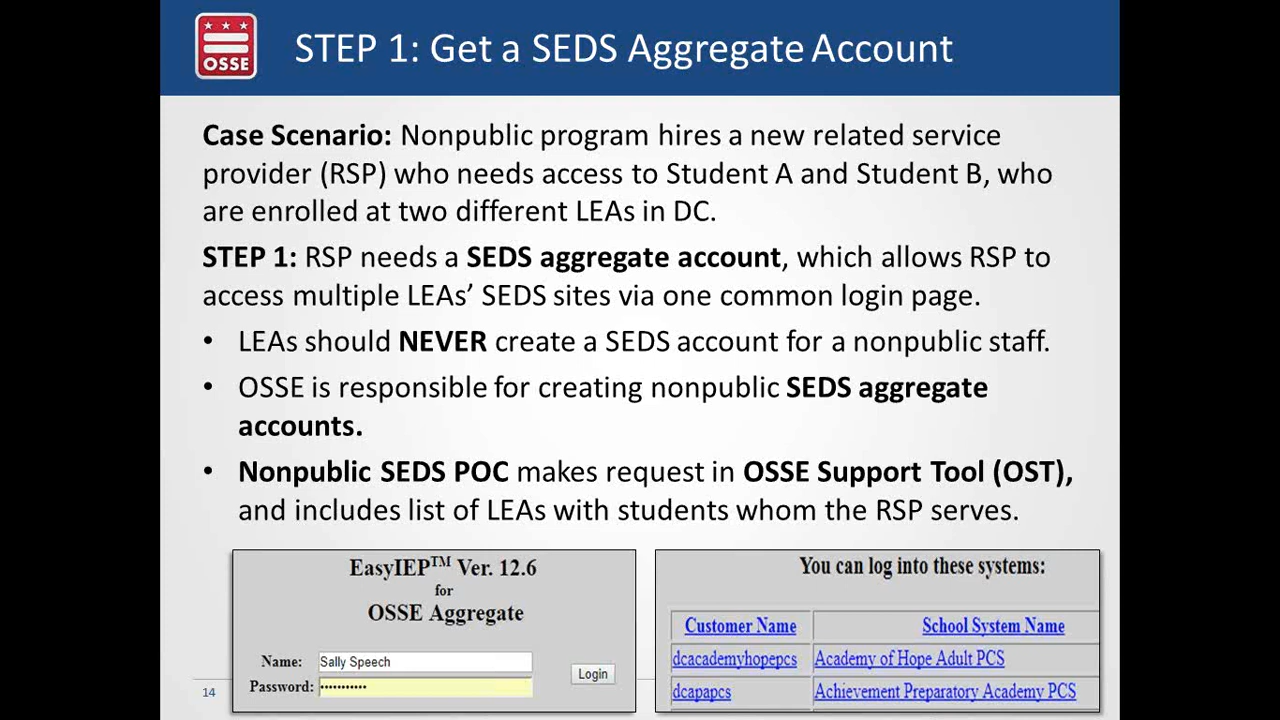 OSSE
STEP 1: Get a SEDS Aggregate Account
Case Scenario: Nonpublic program hires a new related service
provider (RSP) who needs access to Student A and Student B, who
are enrolled at two different LEAs in DC.
STEP 1: RSP needs a SEDS aggregate account, which allows RSP to
access multiple LEAs’ SEDS sites via one common login page.
• LEAs should NEVER create a SEDS account for a nonpublic staff.
• OSSE is responsible for creating nonpublic SEDS aggregate
accounts.
• Nonpublic SEDS POC makes request in OSSE Support Tool (OST),
and includes list of LEAs with students whom the RSP serves.
EasyIEP™ Ver. 12.6
for
OSSE Aggregate
Name: Sally Speech
Password: •••••••••••
Login
You can log into these systems:
Customer Name School System Name
dcacademyhopepcs Academy of Hope Adult PCS
dcapapcs Achievement Preparatory Academy PCS
14